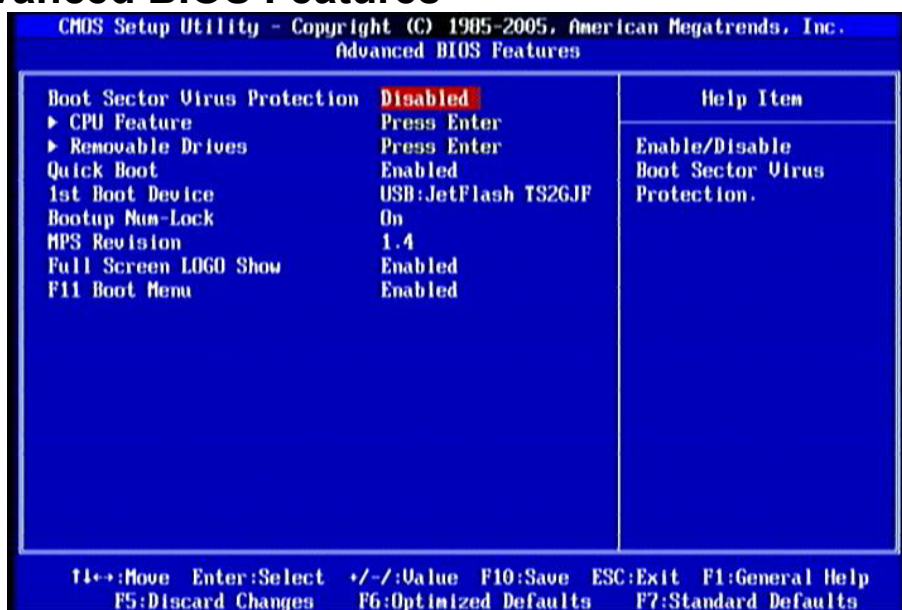 Advanced BIOS Features
CMOS Setup Utility - Copyright (C) 1985-2005, American Megatrends, Inc.
Advanced BIOS Features
Boot Sector Virus Protection Disabled
Help Item
▶ CPU Feature Press Enter
▶ Removable Drives Press Enter
Enable/Disable
Quick Boot Enabled
Boot Sector Virus
1st Boot Device USB:JetFlash TS2GJF
Protection.
Bootup Num-Lock On
MPS Revision 1.4
Full Screen LOGO Show Enabled
F11 Boot Menu Enabled
↑↓←→:Move Enter:Select +/-/:Value F10:Save ESC:Exit F1:General Help
F5:Discard Changes F6:Optimized Defaults F7:Standard Defaults